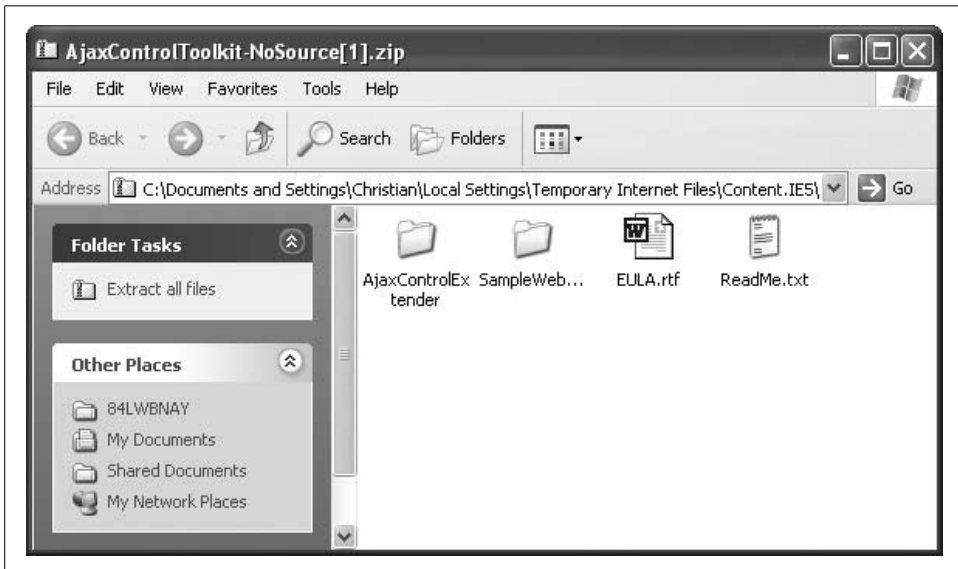 AjaxControlToolkit-NoSource[1].zip
File Edit View Favorites Tools Help
Back Search Folders
Address C:\Documents and Settings\Christian\Local Settings\Temporary Internet Files\Content.IE5\ Go
Folder Tasks
Extract all files
Other Places
84LWBNAY
My Documents
Shared Documents
My Network Places
AjaxControlEx
tender
SampleWeb...
EULA.rtf
ReadMe.txt